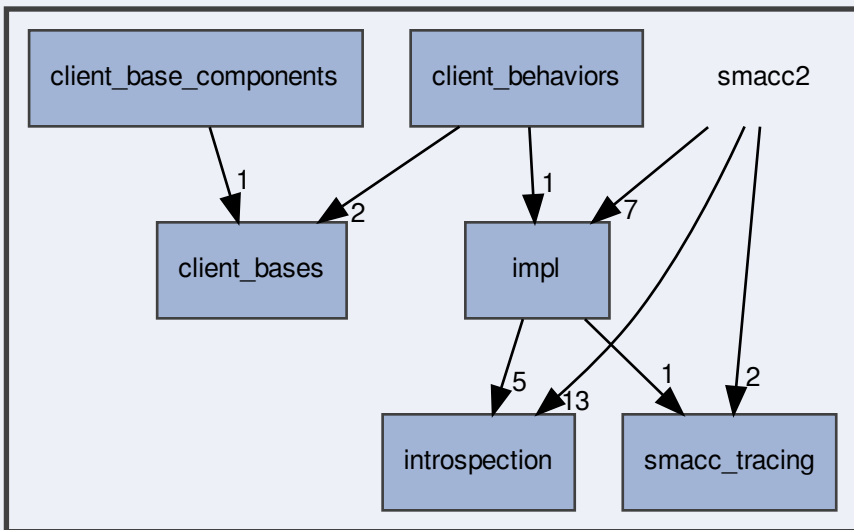 client_base_components
client_behaviors
smacc2
1
2
1
7
client_bases
impl
5
13
1
2
introspection
smacc_tracing